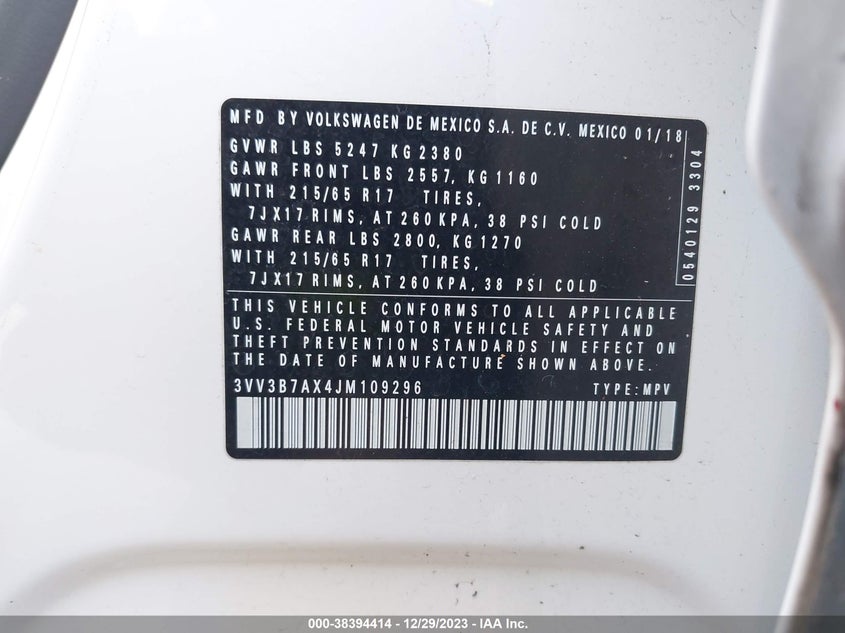 MFD BY VOLKSWAGEN DE MEXICO S.A. DE C.V. MEXICO 01/18
GVWR LBS 5247 KG 2380
GAWR FRONT LBS 2557, KG 1160
WITH 215/65 R17 TIRES,
7JX17 RIMS, AT 260 KPA, 38 PSI COLD
GAWR REAR LBS 2800, KG 1270
WITH 215/65 R17 TIRES,
7JX17 RIMS, AT 260 KPA, 38 PSI COLD
0540129 3304
THIS VEHICLE CONFORMS TO ALL APPLICABLE
U.S. FEDERAL MOTOR VEHICLE SAFETY AND
THEFT PREVENTION STANDARDS IN EFFECT ON
THE DATE OF MANUFACTURE SHOWN ABOVE.
3VV3B7AX4JM109296 TYPE: MPV
000-38394414 - 12/29/2023 - IAA Inc.